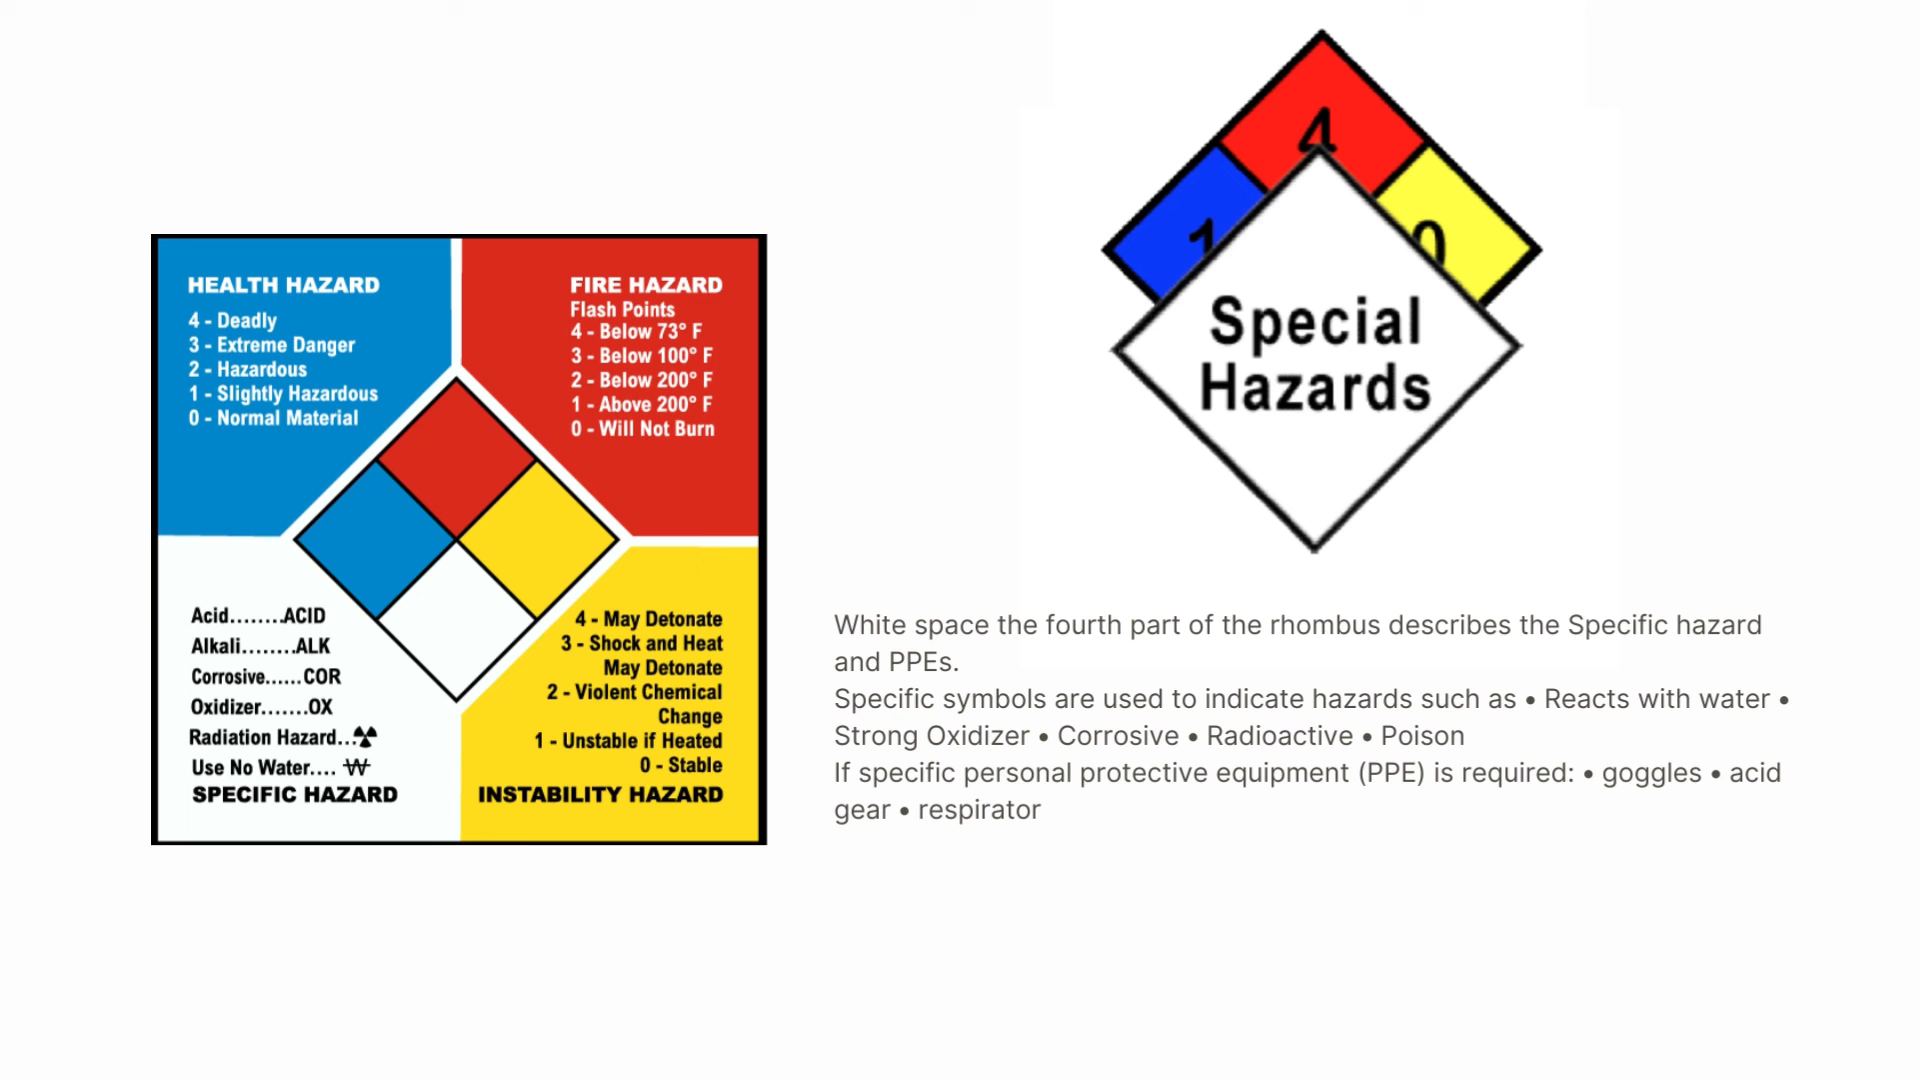 HEALTH HAZARD
4 - Deadly
3 - Extreme Danger
2 - Hazardous
1 - Slightly Hazardous
0 - Normal Material
FIRE HAZARD
Flash Points
4 - Below 73° F
3 - Below 100° F
2 - Below 200° F
1 - Above 200° F
0 - Will Not Burn
Acid........ACID
Alkali........ALK
Corrosive......COR
Oxidizer.......OX
Radiation Hazard...☢
Use No Water.... W̶
SPECIFIC HAZARD
4 - May Detonate
3 - Shock and Heat
May Detonate
2 - Violent Chemical
Change
1 - Unstable if Heated
0 - Stable
INSTABILITY HAZARD
4
1
0
Special
Hazards
White space the fourth part of the rhombus describes the Specific hazard
and PPEs.
Specific symbols are used to indicate hazards such as • Reacts with water •
Strong Oxidizer • Corrosive • Radioactive • Poison
If specific personal protective equipment (PPE) is required: • goggles • acid
gear • respirator